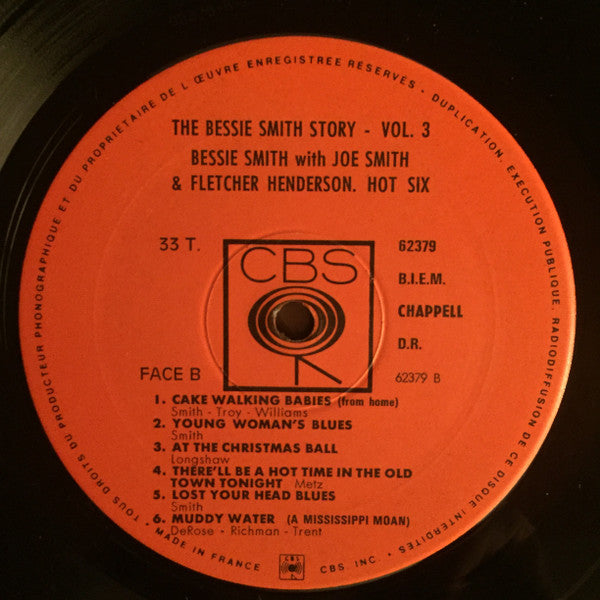 TOUS DROITS DU PRODUCTEUR PHONOGRAPHIQUE ET DU PROPRIETAIRE DE L'ŒUVRE ENREGISTREE RÉSERVÉS - DUPLICATION, EXECUTION PUBLIQUE, RADIODIFFUSION DE CE DISQUE INTERDITES
THE BESSIE SMITH STORY - VOL. 3
BESSIE SMITH with JOE SMITH
& FLETCHER HENDERSON. HOT SIX
33 T.
CBS
62379
B.I.E.M.
CHAPPELL
D.R.
FACE B
62379 B
1. CAKE WALKING BABIES (from home)
Smith - Troy - Williams
2. YOUNG WOMAN'S BLUES
Smith
3. AT THE CHRISTMAS BALL
Longshaw
4. THERE'LL BE A HOT TIME IN THE OLD
TOWN TONIGHT Metz
5. LOST YOUR HEAD BLUES
Smith
6. MUDDY WATER (A MISSISSIPPI MOAN)
DeRose - Richman - Trent
• MADE IN FRANCE
CBS
CBS, INC. •